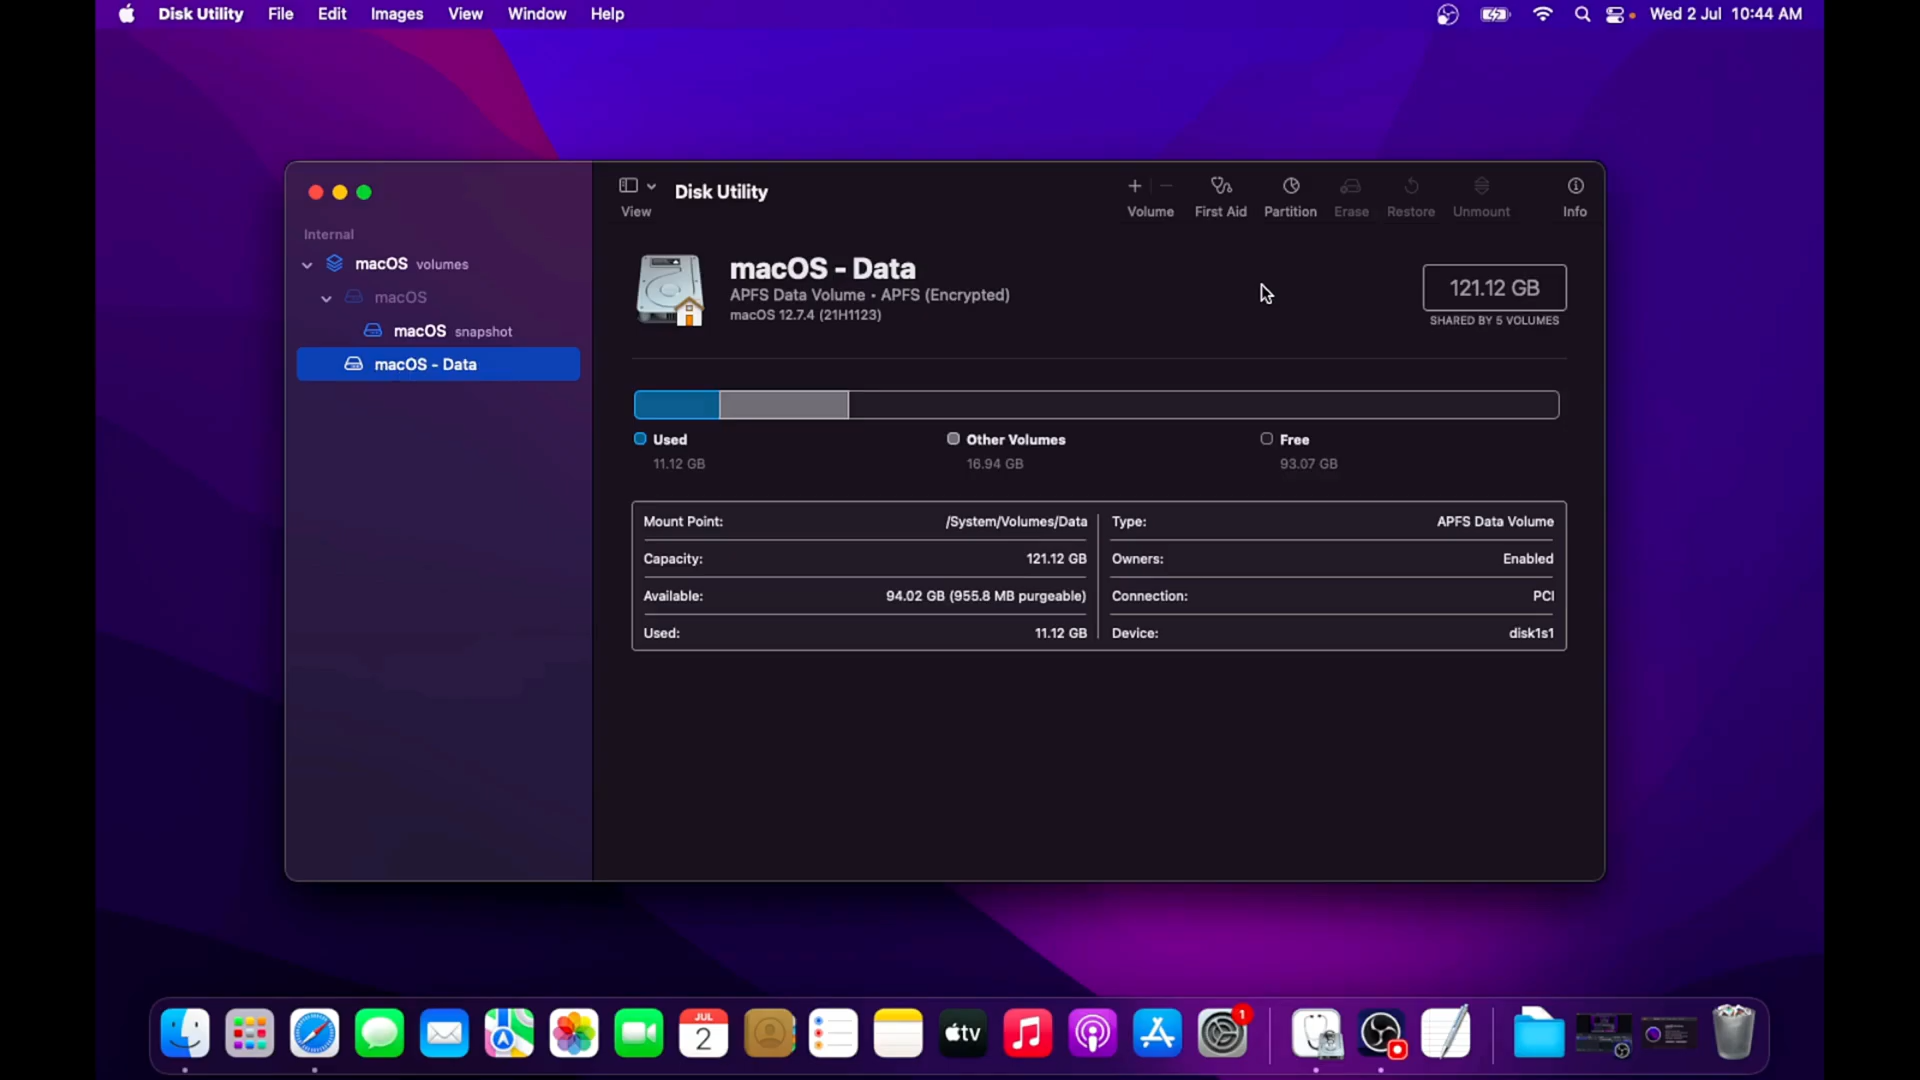 Disk Utility File Edit Images View Window Help Wed 2 Jul 10:44 AM
Disk Utility
View
Volume First Aid Partition Erase Restore Unmount Info
Internal
macOS volumes
macOS
macOS snapshot
macOS - Data
macOS - Data
APFS Data Volume • APFS (Encrypted)
macOS 12.7.4 (21H1123)
121.12 GB
SHARED BY 5 VOLUMES
Used
11.12 GB
Other Volumes
16.94 GB
Free
93.07 GB
Mount Point: /System/Volumes/Data
Type: APFS Data Volume
Capacity: 121.12 GB
Owners: Enabled
Available: 94.02 GB (955.8 MB purgeable)
Connection: PCI
Used: 11.12 GB
Device: disk1s1
JUL
2
tv
1